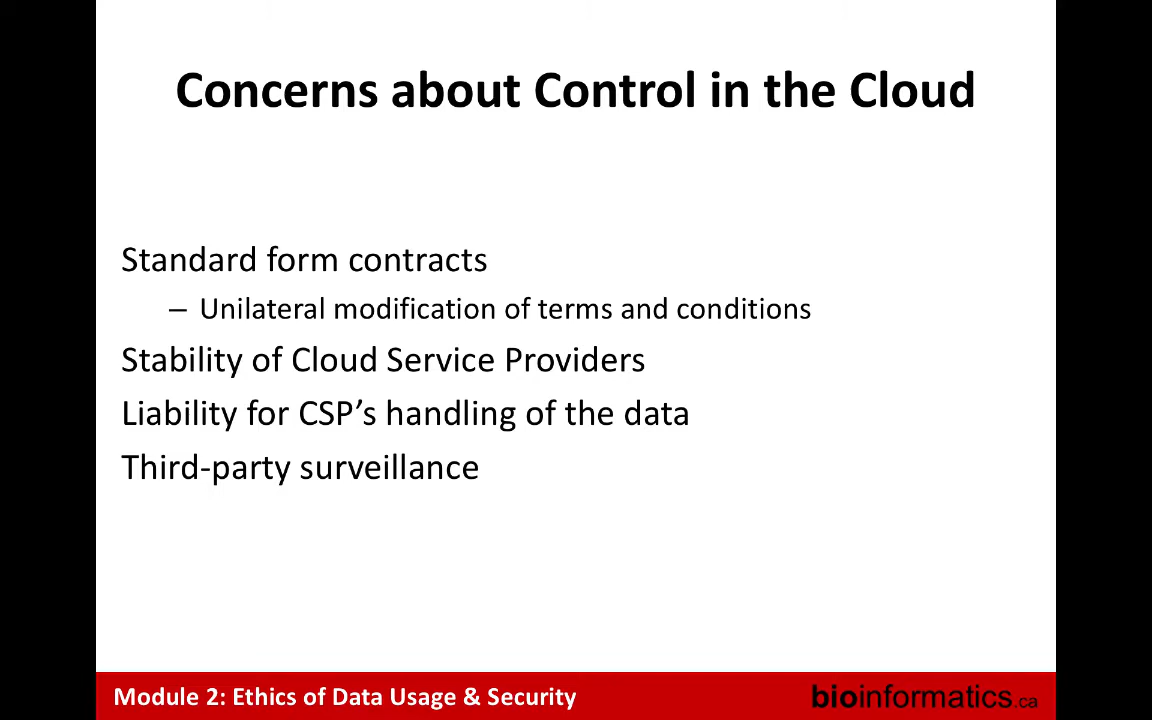 Concerns about Control in the Cloud
Standard form contracts
– Unilateral modification of terms and conditions
Stability of Cloud Service Providers
Liability for CSP’s handling of the data
Third-party surveillance
Module 2: Ethics of Data Usage & Security
bioinformatics.ca